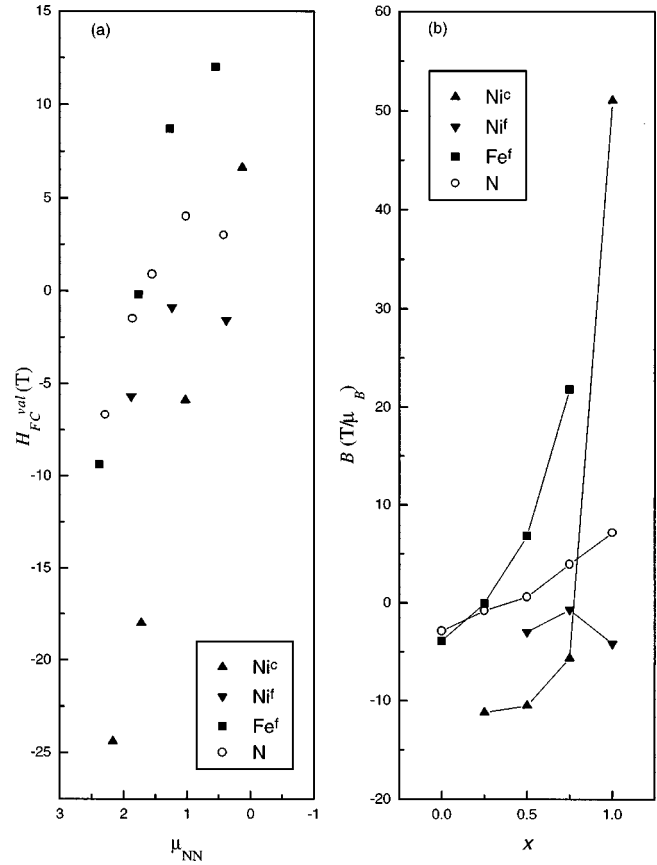 (a)
15
10
5
0
-5
-10
-15
-20
-25
H_FC^val (T)
Ni^c
Ni^f
Fe^f
N
3 2 1 0 -1
μ_NN
(b)
60
50
40
30
20
10
0
-10
-20
B (T/μ_B)
Ni^c
Ni^f
Fe^f
N
0.0 0.5 1.0
x